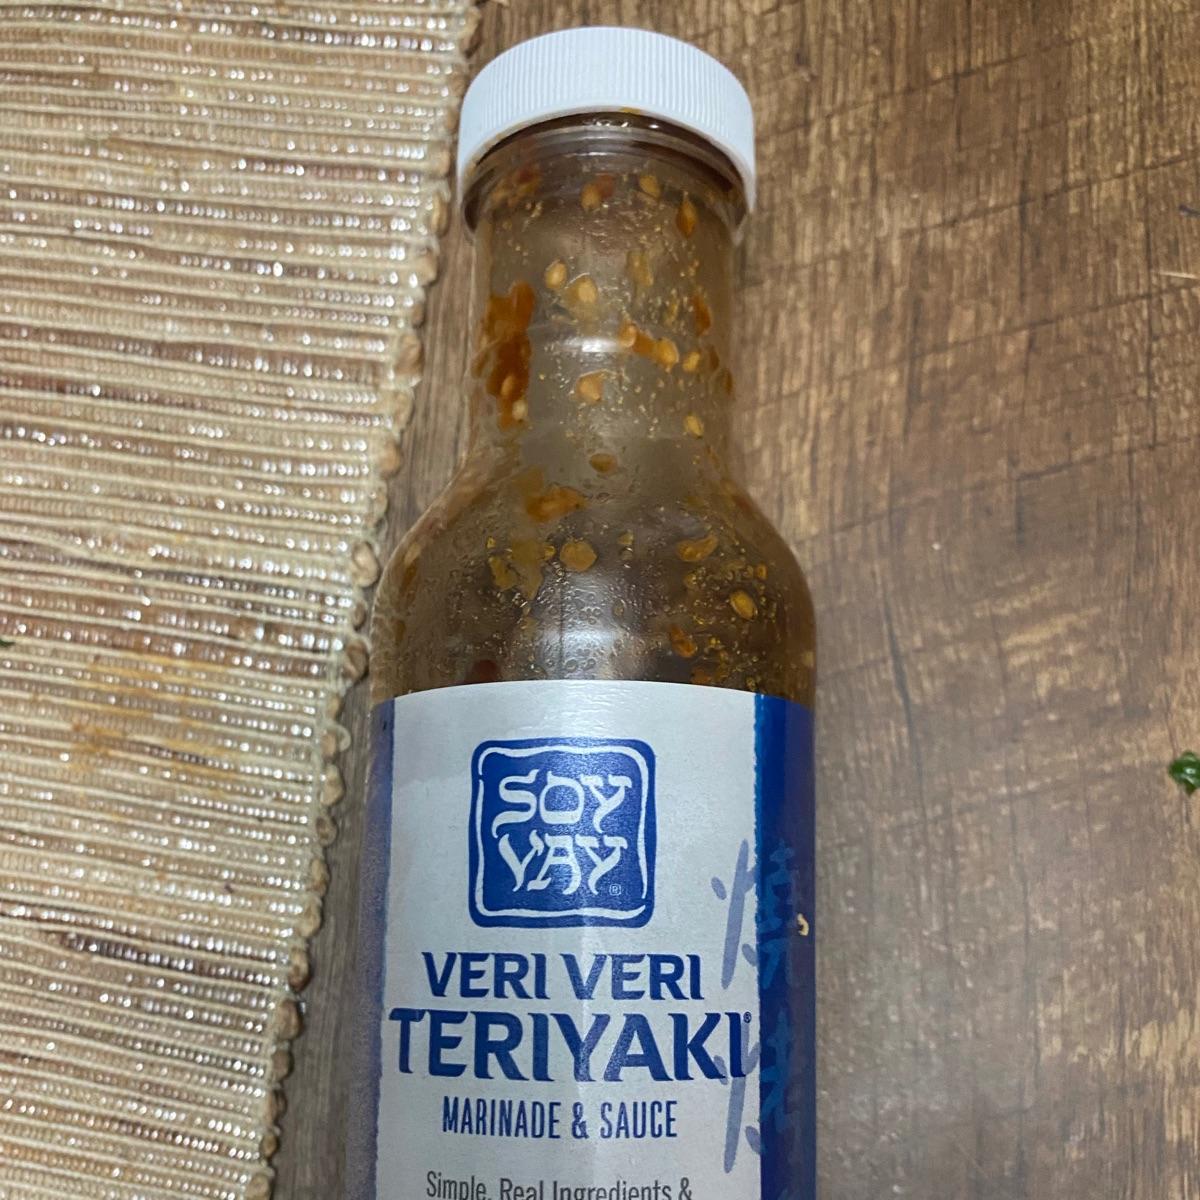 SOY
VAY®
VERI VERI
TERIYAKI®
MARINADE & SAUCE
Simple, Real Ingredients &